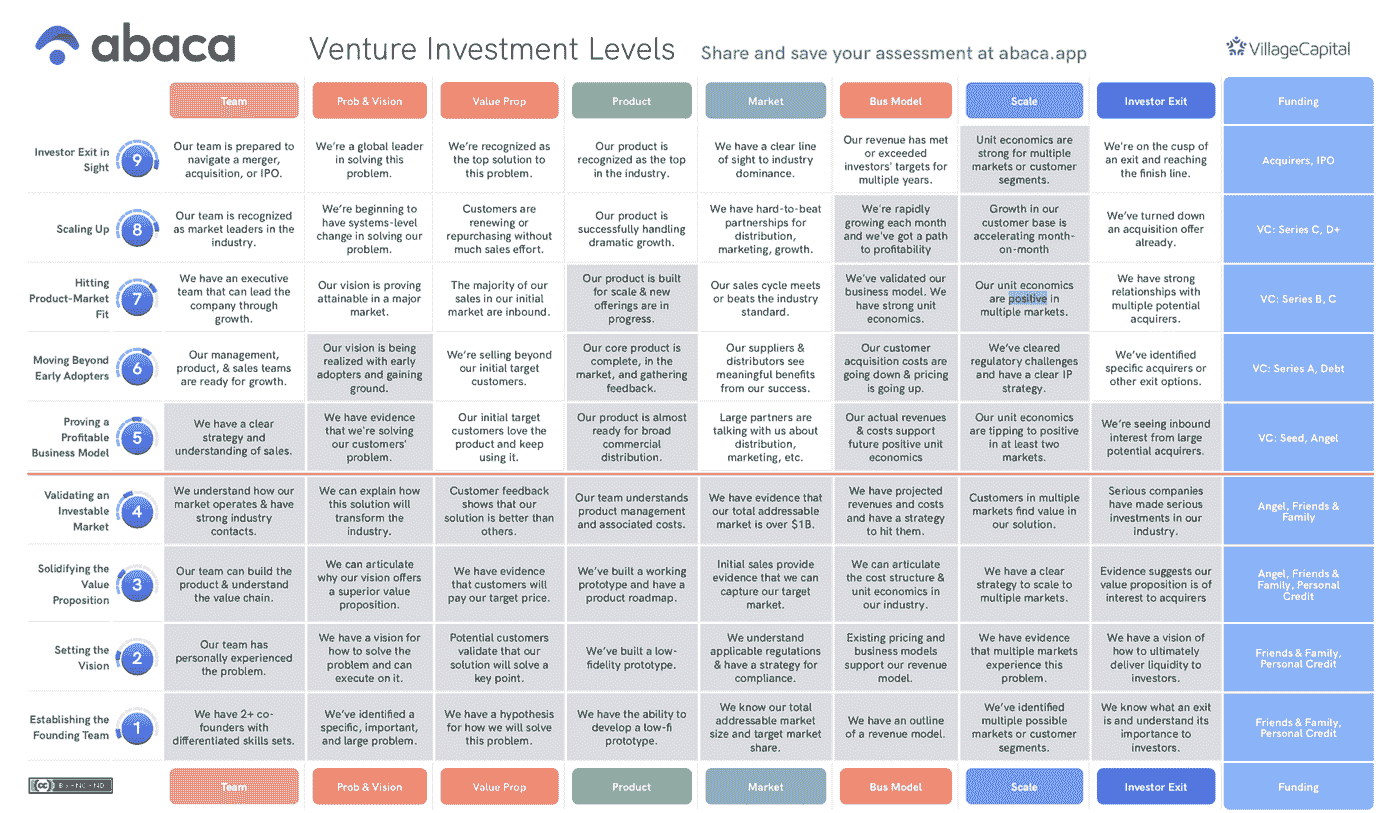 abaca
Venture Investment Levels
Share and save your assessment at abaca.app
VillageCapital
Team
Prob & Vision
Value Prop
Product
Market
Bus Model
Scale
Investor Exit
Funding
Investor Exit in
Sight
9
Our team is prepared to
navigate a merger,
acquisition, or IPO.
We're a global leader
in solving this
problem.
We're recognized as
the top solution to
this problem.
Our product is
recognized as the top
in the industry.
We have a clear line
of sight to industry
dominance.
Our revenue has met
or exceeded
investors' targets for
multiple years.
Unit economics are
strong for multiple
markets or customer
segments.
We're on the cusp of
an exit and reaching
the finish line.
Acquirers, IPO
Scaling Up
8
Our team is recognized
as market leaders in the
industry.
We're beginning to
have systems-level
change in solving our
problem.
Customers are
renewing or
repurchasing without
much sales effort.
Our product is
successfully handling
dramatic growth.
We have hard-to-beat
partnerships for
distribution,
marketing, growth.
We're rapidly
growing each month
and we've got a path
to profitability
Growth in our
customer base is
accelerating month-
on-month
We've turned down
an acquisition offer
already.
VC: Series C, D+
Hitting
Product-Market
Fit
7
We have an executive
team that can lead the
company through
growth.
Our vision is proving
attainable in a major
market.
The majority of our
sales in our initial
market are inbound.
Our product is built
for scale & new
offerings are in
progress.
Our sales cycle meets
or beats the industry
standard.
We've validated our
business model. We
have strong unit
economics.
Our unit economics
are positive in
multiple markets.
We have strong
relationships with
multiple potential
acquirers.
VC: Series B, C
Moving Beyond
Early Adopters
6
Our management,
product, & sales teams
are ready for growth.
Our vision is being
realized with early
adopters and gaining
ground.
We're selling beyond
our initial target
customers.
Our core product is
complete, in the
market, and gathering
feedback.
Our suppliers &
distributors see
meaningful benefits
from our success.
Our customer
acquisition costs are
going down & pricing
is going up.
We've cleared
regulatory challenges
and have a clear IP
strategy.
We've identified
specific acquirers or
other exit options.
VC: Series A, Debt
Proving a
Profitable
Business Model
5
We have a clear
strategy and
understanding of sales.
We have evidence
that we're solving
our customers'
problem.
Our initial target
customers love the
product and keep
using it.
Our product is almost
ready for broad
commercial
distribution.
Large partners are
talking with us about
distribution,
marketing, etc.
Our actual revenues
& costs support
future positive unit
economics
Our unit economics
are tipping to positive
in at least two
markets.
We're seeing inbound
interest from large
potential acquirers.
VC: Seed, Angel
Validating an
Investable
Market
4
We understand how our
market operates & have
strong industry
contacts.
We can explain how
this solution will
transform the
industry.
Customer feedback
shows that our
solution is better than
others.
Our team understands
product management
and associated costs.
We have evidence that
our total addressable
market is over $1B.
We have projected
revenues and costs
and have a strategy
to hit them.
Customers in multiple
markets find value in
our solution.
Serious companies
have made serious
investments in our
industry.
Angel, Friends &
Family
Solidifying the
Value
Proposition
3
Our team can build the
product & understand
the value chain.
We can articulate
why our vision offers
a superior value
proposition.
We have evidence
that customers will
pay our target price.
We've built a working
prototype and have a
product roadmap.
Initial sales provide
evidence that we can
capture our target
market.
We can articulate
the cost structure &
unit economics in
our industry.
We have a clear
strategy to scale to
multiple markets.
Evidence suggests our
value proposition is of
interest to acquirers
Angel, Friends &
Family, Personal
Credit
Setting the
Vision
2
Our team has
personally experienced
the problem.
We have a vision for
how to solve the
problem and can
execute on it.
Potential customers
validate that our
solution will solve a
key point.
We've built a low-
fidelity prototype.
We understand
applicable regulations
& have a strategy for
compliance.
Existing pricing and
business models
support our revenue
model.
We have evidence
that multiple markets
experience this
problem.
We have a vision of
how to ultimately
deliver liquidity to
investors.
Friends & Family,
Personal Credit
Establishing the
Founding Team
1
We have 2+ co-
founders with
differentiated skills sets.
We've identified a
specific, important,
and large problem.
We have a hypothesis
for how we will solve
this problem.
We have the ability to
develop a low-fi
prototype.
We know our total
addressable market
size and target market
share.
We have an outline
of a revenue model.
We've identified
multiple possible
markets or customer
segments.
We know what an exit
is and understand its
importance to
investors.
Friends & Family,
Personal Credit
cc BY-NC-ND
Team
Prob & Vision
Value Prop
Product
Market
Bus Model
Scale
Investor Exit
Funding